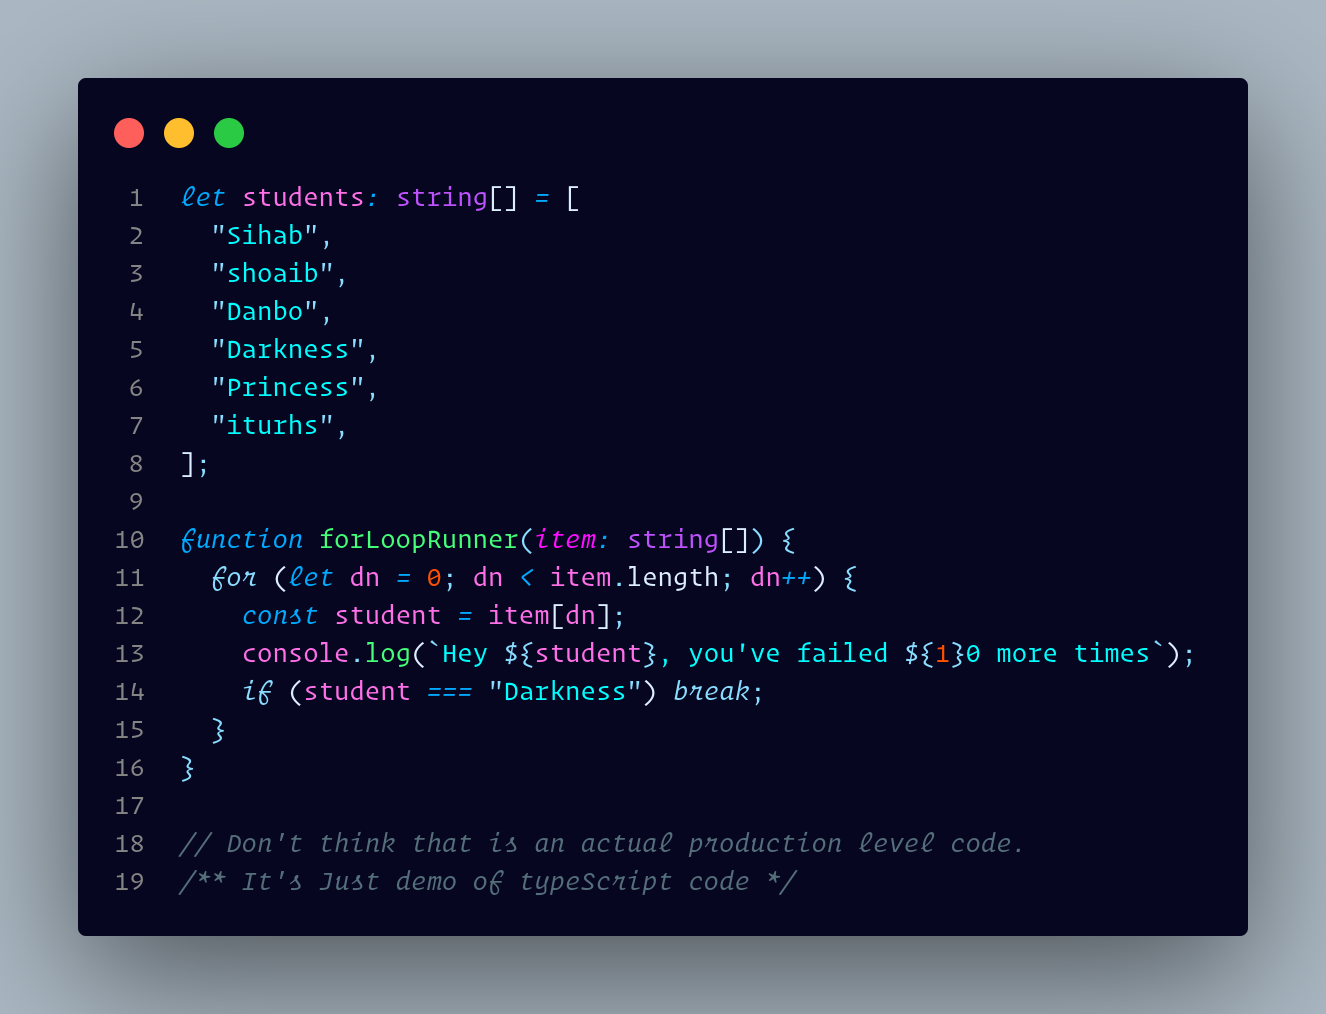 1 let students: string[] = [
2   "Sihab",
3   "shoaib",
4   "Danbo",
5   "Darkness",
6   "Princess",
7   "iturhs",
8 ];
9
10 function forLoopRunner(item: string[]) {
11   for (let dn = 0; dn < item.length; dn++) {
12     const student = item[dn];
13     console.log(`Hey ${student}, you've failed ${1}0 more times`);
14     if (student === "Darkness") break;
15   }
16 }
17
18 // Don't think that is an actual production level code.
19 /** It's Just demo of typeScript code */